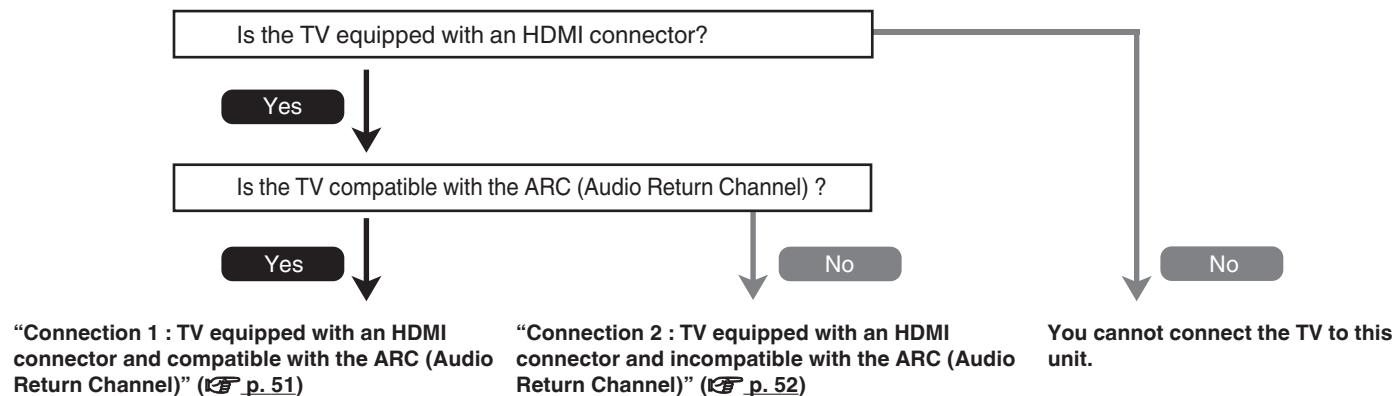 Is the TV equipped with an HDMI connector?
Yes
Is the TV compatible with the ARC (Audio Return Channel) ?
Yes
No
No
“Connection 1 : TV equipped with an HDMI
connector and compatible with the ARC (Audio
Return Channel)” (☞ p. 51)
“Connection 2 : TV equipped with an HDMI
connector and incompatible with the ARC (Audio
Return Channel)” (☞ p. 52)
You cannot connect the TV to this
unit.